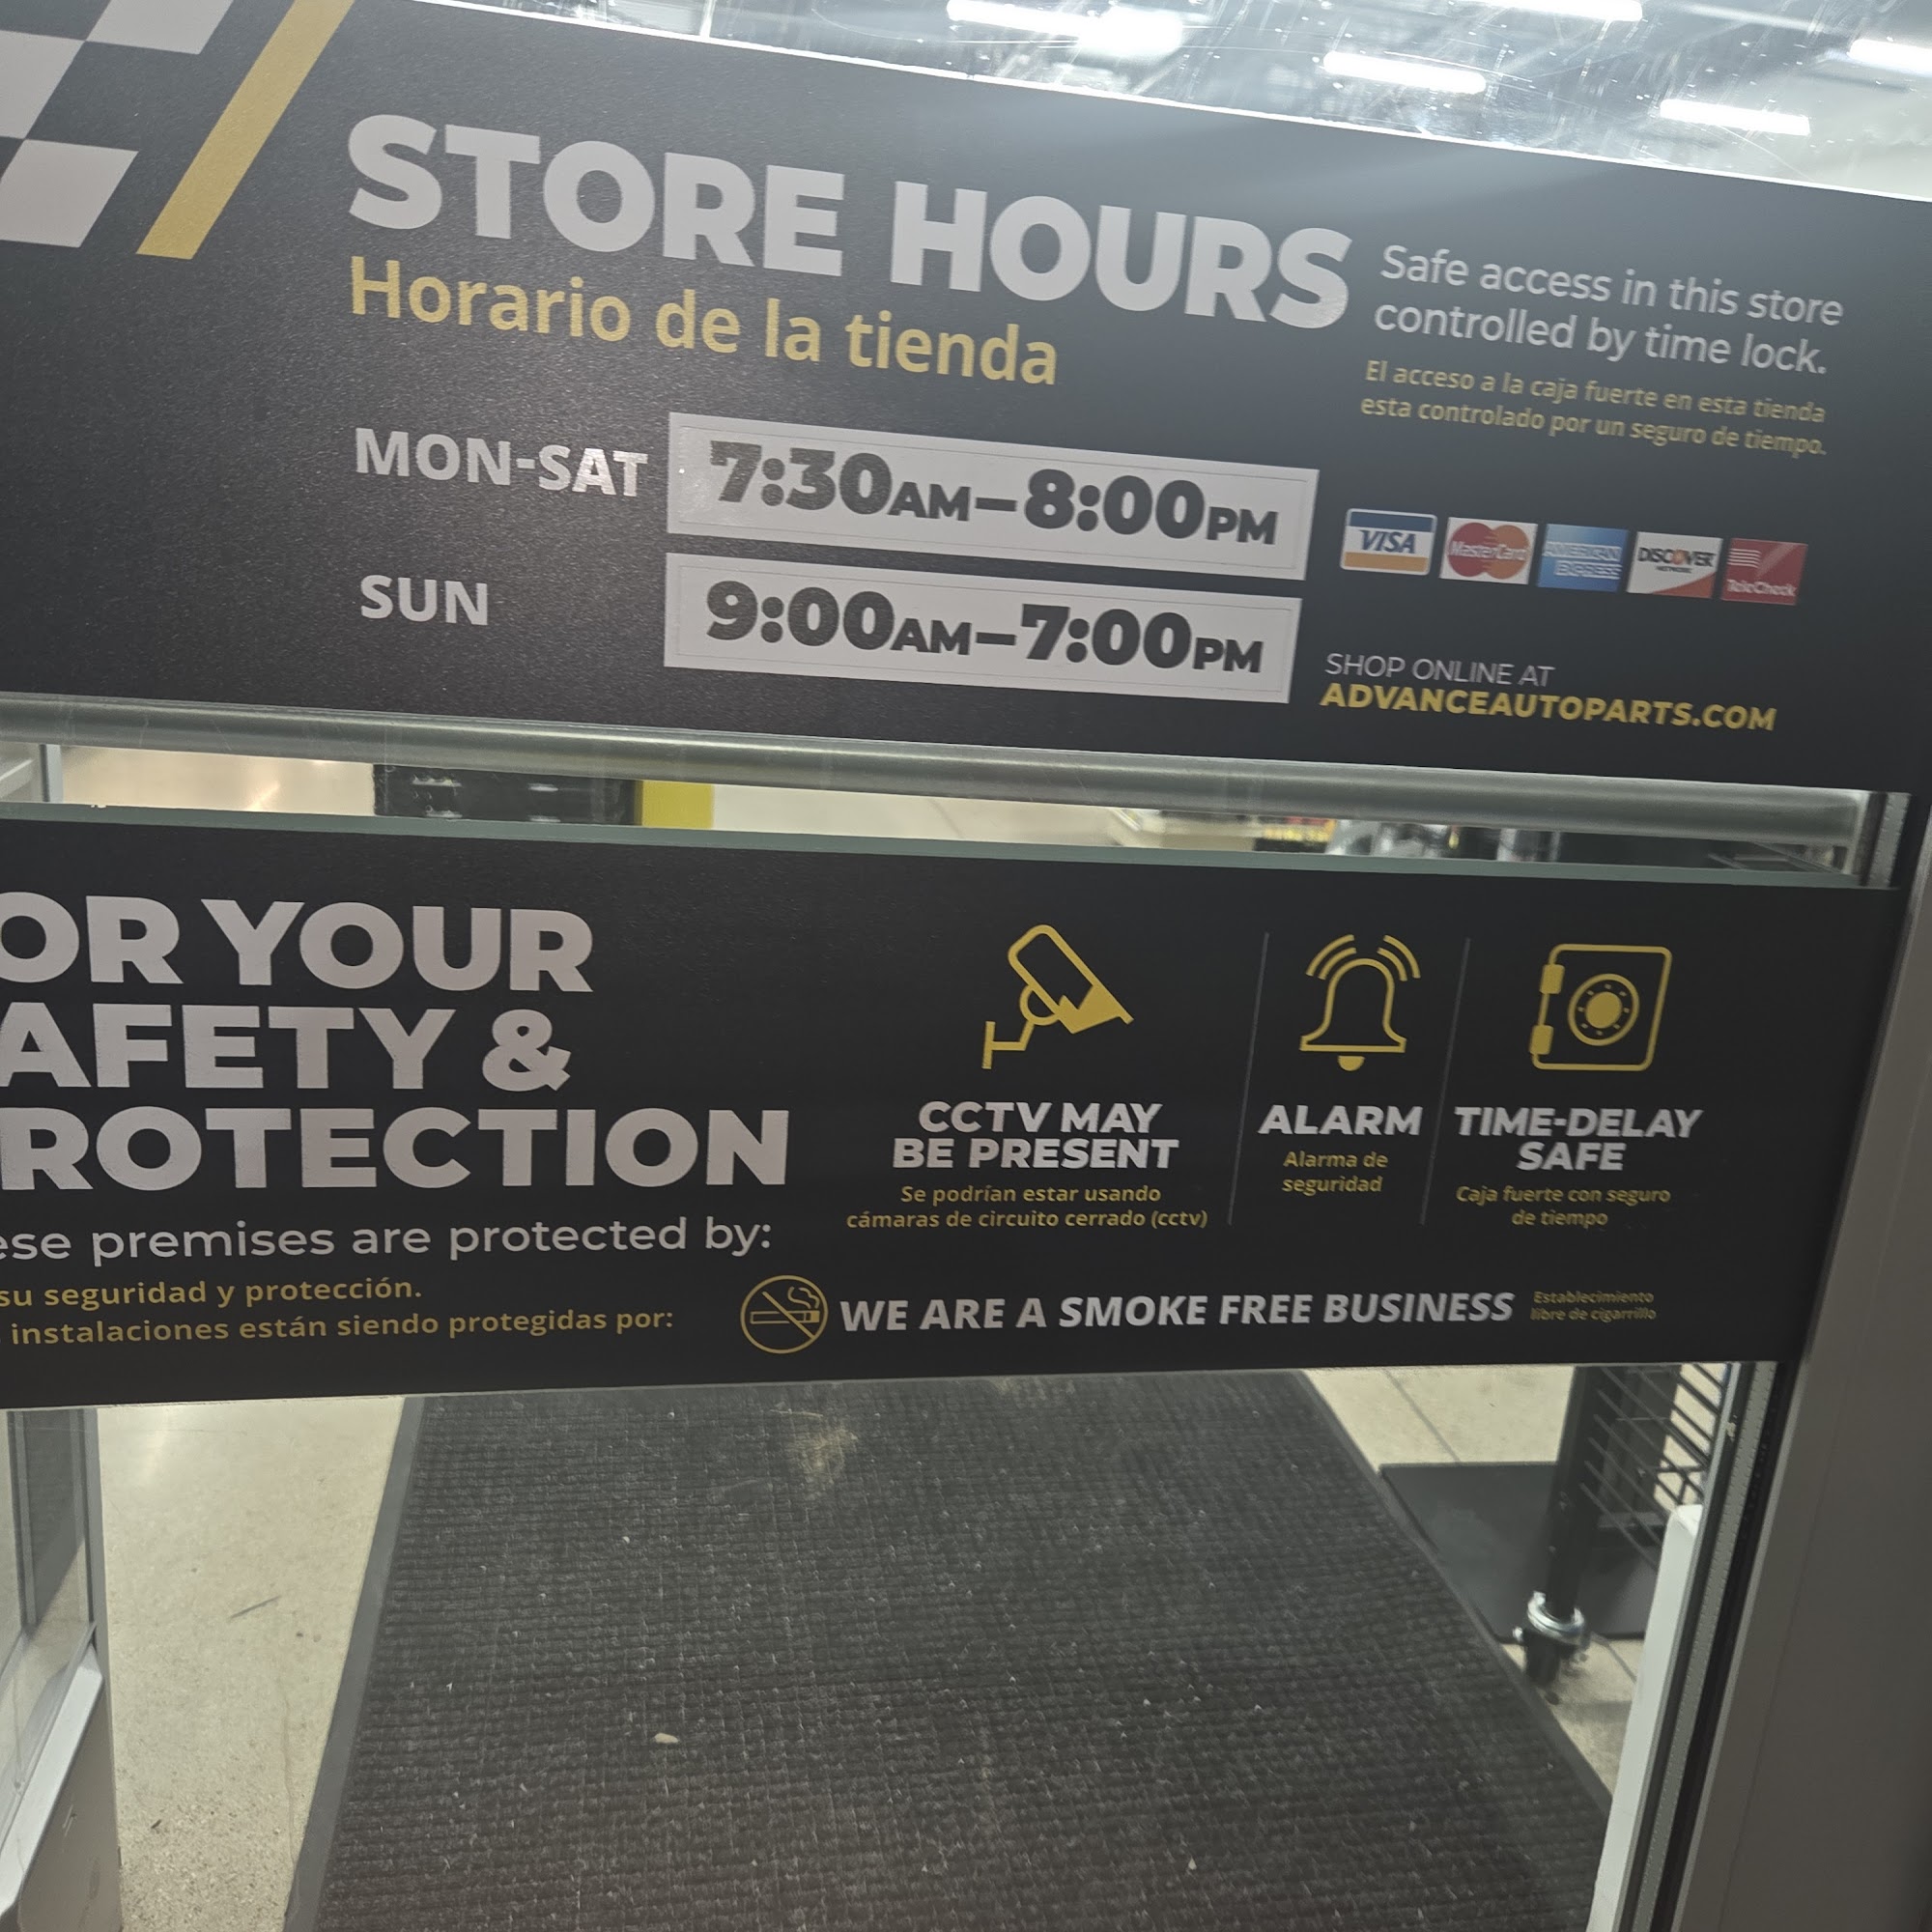 STORE HOURS
Horario de la tienda
MON-SAT 7:30AM–8:00PM
SUN 9:00AM–7:00PM
Safe access in this store
controlled by time lock.
El acceso a la caja fuerte en esta tienda
esta controlado por un seguro de tiempo.
VISA MasterCard AMERICAN EXPRESS DISCOVER NETWORK TeleCheck
SHOP ONLINE AT
ADVANCEAUTOPARTS.COM
OR YOUR
AFETY &
ROTECTION
ese premises are protected by:
su seguridad y protección.
instalaciones están siendo protegidas por:
CCTV MAY
BE PRESENT
Se podrían estar usando
cámaras de circuito cerrado (cctv)
ALARM
Alarma de
seguridad
TIME-DELAY
SAFE
Caja fuerte con seguro
de tiempo
WE ARE A SMOKE FREE BUSINESS
Establecimiento
libre de cigarrillo